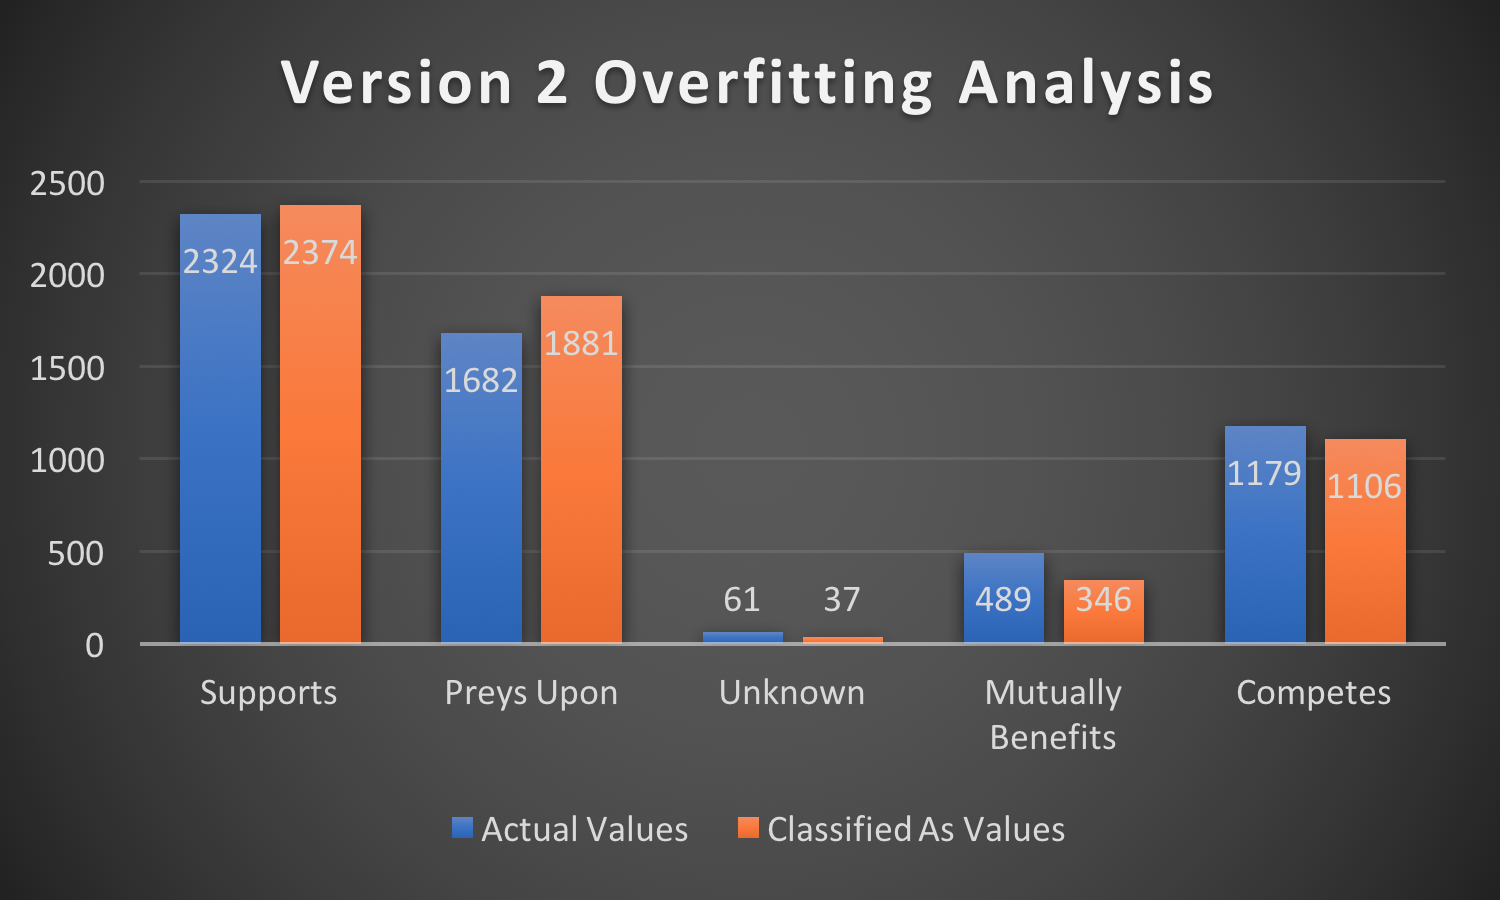 Version 2 Overfitting Analysis
2500
2000
1500
1000
500
0
2324
2374
1682
1881
61
37
489
346
1179
1106
Supports
Preys Upon
Unknown
Mutually
Benefits
Competes
Actual Values
Classified As Values